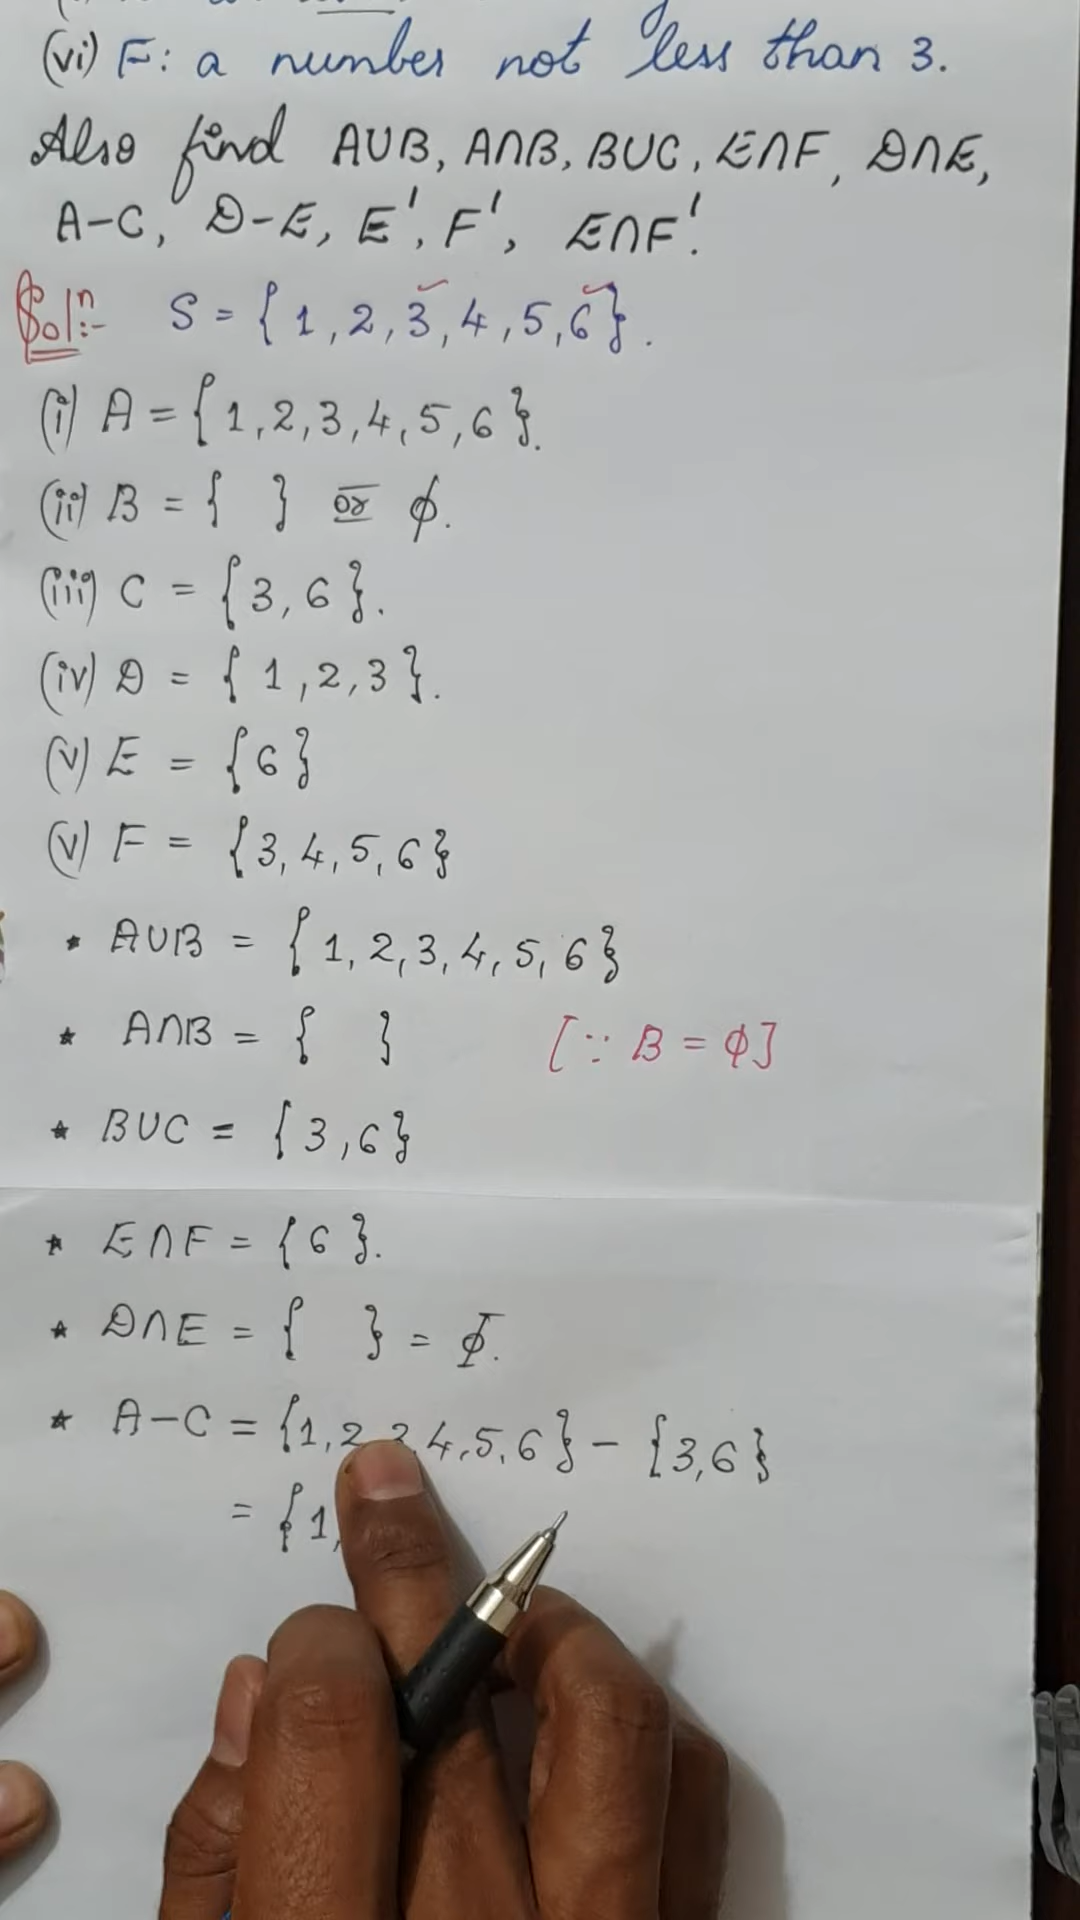 (vi) F: a number not less than 3.
Also find A∪B, A∩B, B∪C, E∩F, D∩E,
A-C, D-E, E', F', E∩F'.
Solⁿ:- S = { 1, 2, 3, 4, 5, 6 }.
(i) A = { 1, 2, 3, 4, 5, 6 }.
(ii) B = { } or ϕ.
(iii) C = { 3, 6 }.
(iv) D = { 1, 2, 3 }.
(v) E = { 6 }
(v) F = { 3, 4, 5, 6 }
* A∪B = { 1, 2, 3, 4, 5, 6 }
* A∩B = { } [∵ B = ϕ]
* B∪C = { 3, 6 }
* E∩F = { 6 }.
* D∩E = { } = ϕ.
* A-C = { 1, 2, 3, 4, 5, 6 } - { 3, 6 }
= { 1,